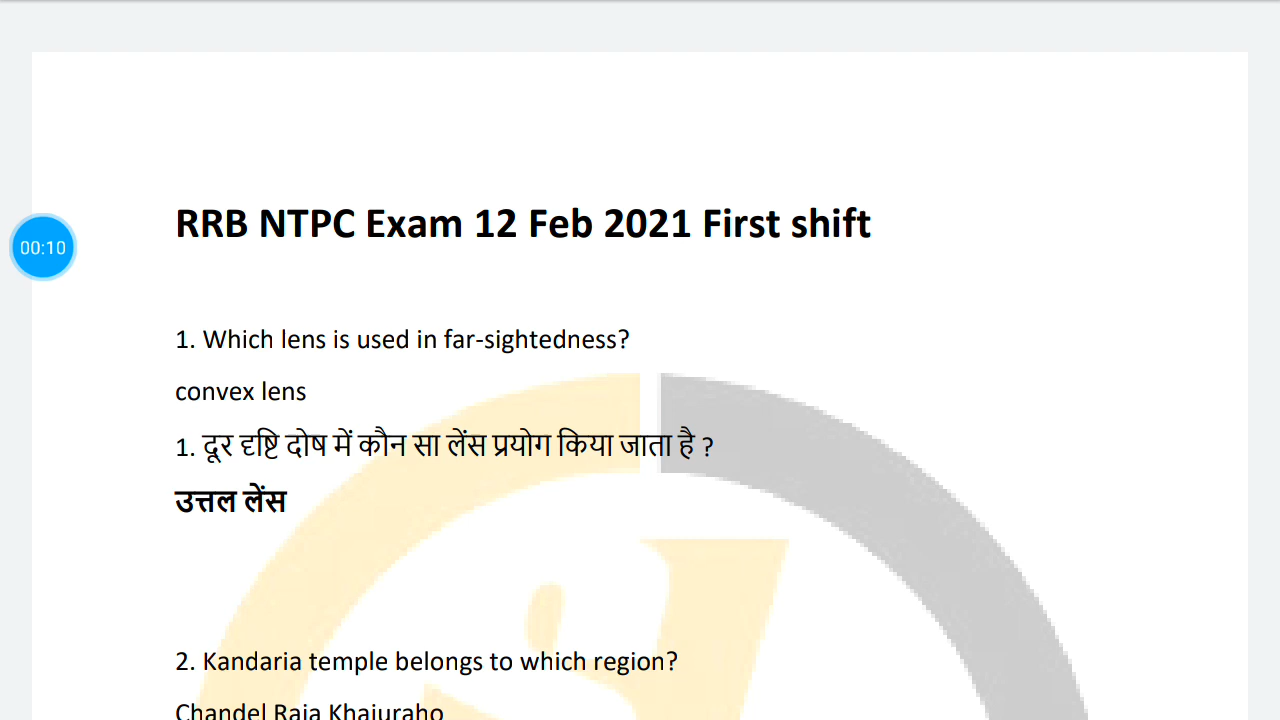 RRB NTPC Exam 12 Feb 2021 First shift
00:10
1. Which lens is used in far-sightedness?
convex lens
1. दूर दृष्टि दोष में कौन सा लेंस प्रयोग किया जाता है ?
उत्तल लेंस
2. Kandaria temple belongs to which region?
Chandel Raja Khajuraho